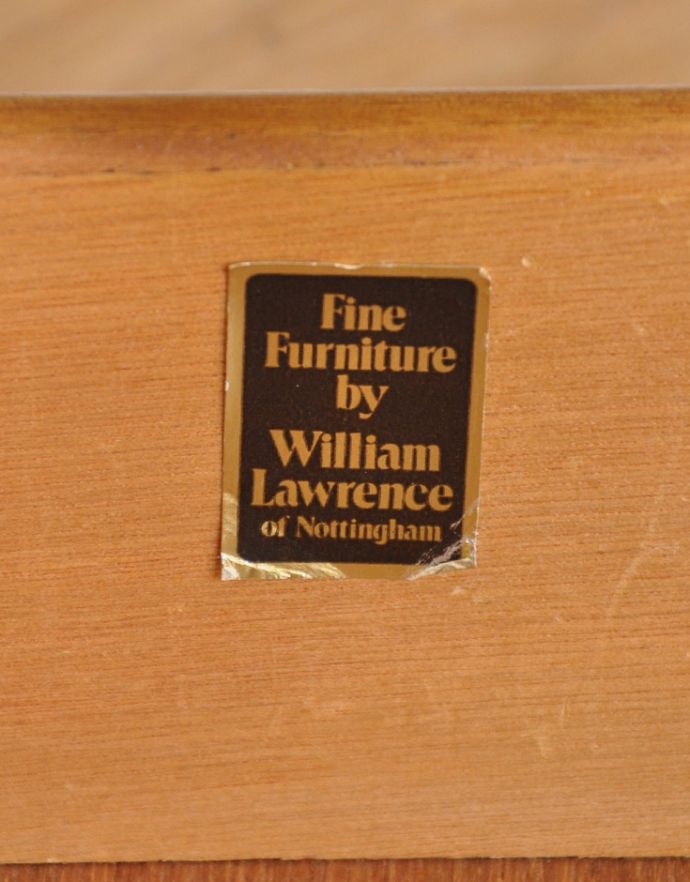 Fine
Furniture
by
William
Lawrence
of Nottingham